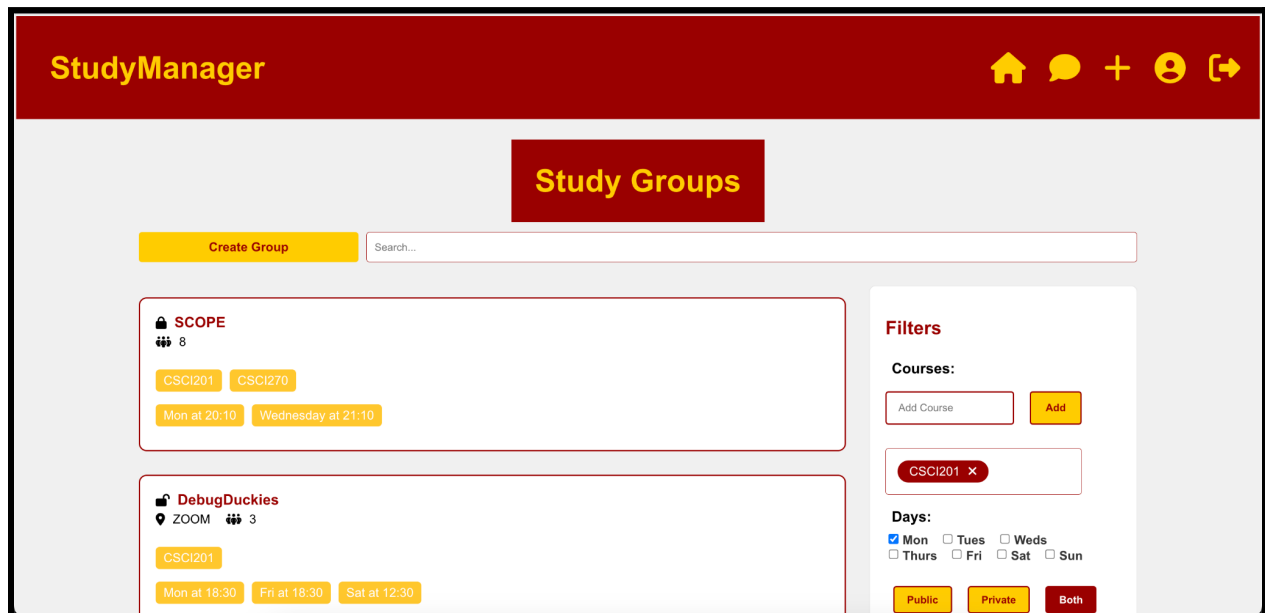 StudyManager
Study Groups
Create Group
Search...
SCOPE
8
CSCI201 CSCI270
Mon at 20:10 Wednesday at 21:10
DebugDuckies
ZOOM 3
CSCI201
Mon at 18:30 Fri at 18:30 Sat at 12:30
Filters
Courses:
Add Course Add
CSCI201 ✕
Days:
Mon Tues Weds
Thurs Fri Sat Sun
Public Private Both